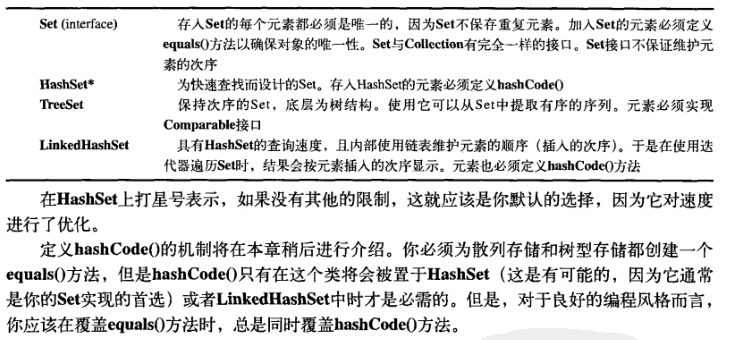 Set (interface) 存入Set的每个元素都必须是唯一的，因为Set不保存重复元素。加入Set的元素必须定义
equals()方法以确保对象的唯一性。Set与Collection有完全一样的接口。Set接口不保证维护元
素的次序
HashSet* 为快速查找而设计的Set。存入HashSet的元素必须定义hashCode()
TreeSet 保持次序的Set，底层为树结构。使用它可以从Set中提取有序的序列。元素必须实现
Comparable接口
LinkedHashSet 具有HashSet的查询速度，且内部使用链表维护元素的顺序（插入的次序）。于是在使用迭
代器遍历Set时，结果会按元素插入的次序显示。元素也必须定义hashCode()方法
在HashSet上打星号表示，如果没有其他的限制，这就应该是你默认的选择，因为它对速度
进行了优化。
定义hashCode()的机制将在本章稍后进行介绍。你必须为散列存储和树型存储都创建一个
equals()方法，但是hashCode()只有在这个类将会被置于HashSet（这是有可能的，因为它通常
是你的Set实现的首选）或者LinkedHashSet中时才是必需的。但是，对于良好的编程风格而言，
你应该在覆盖equals()方法时，总是同时覆盖hashCode()方法。